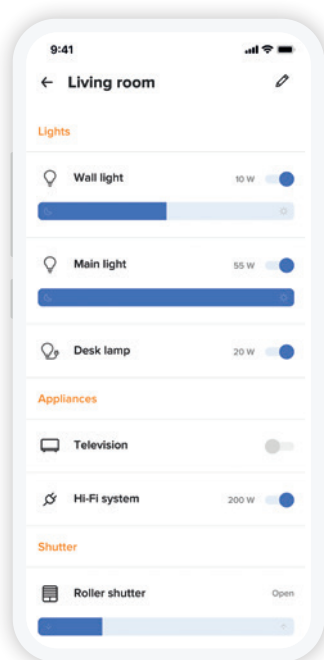 9:41
Living room
Lights
Wall light 10 W
Main light 55 W
Desk lamp 20 W
Appliances
Television
Hi-Fi system 200 W
Shutter
Roller shutter Open